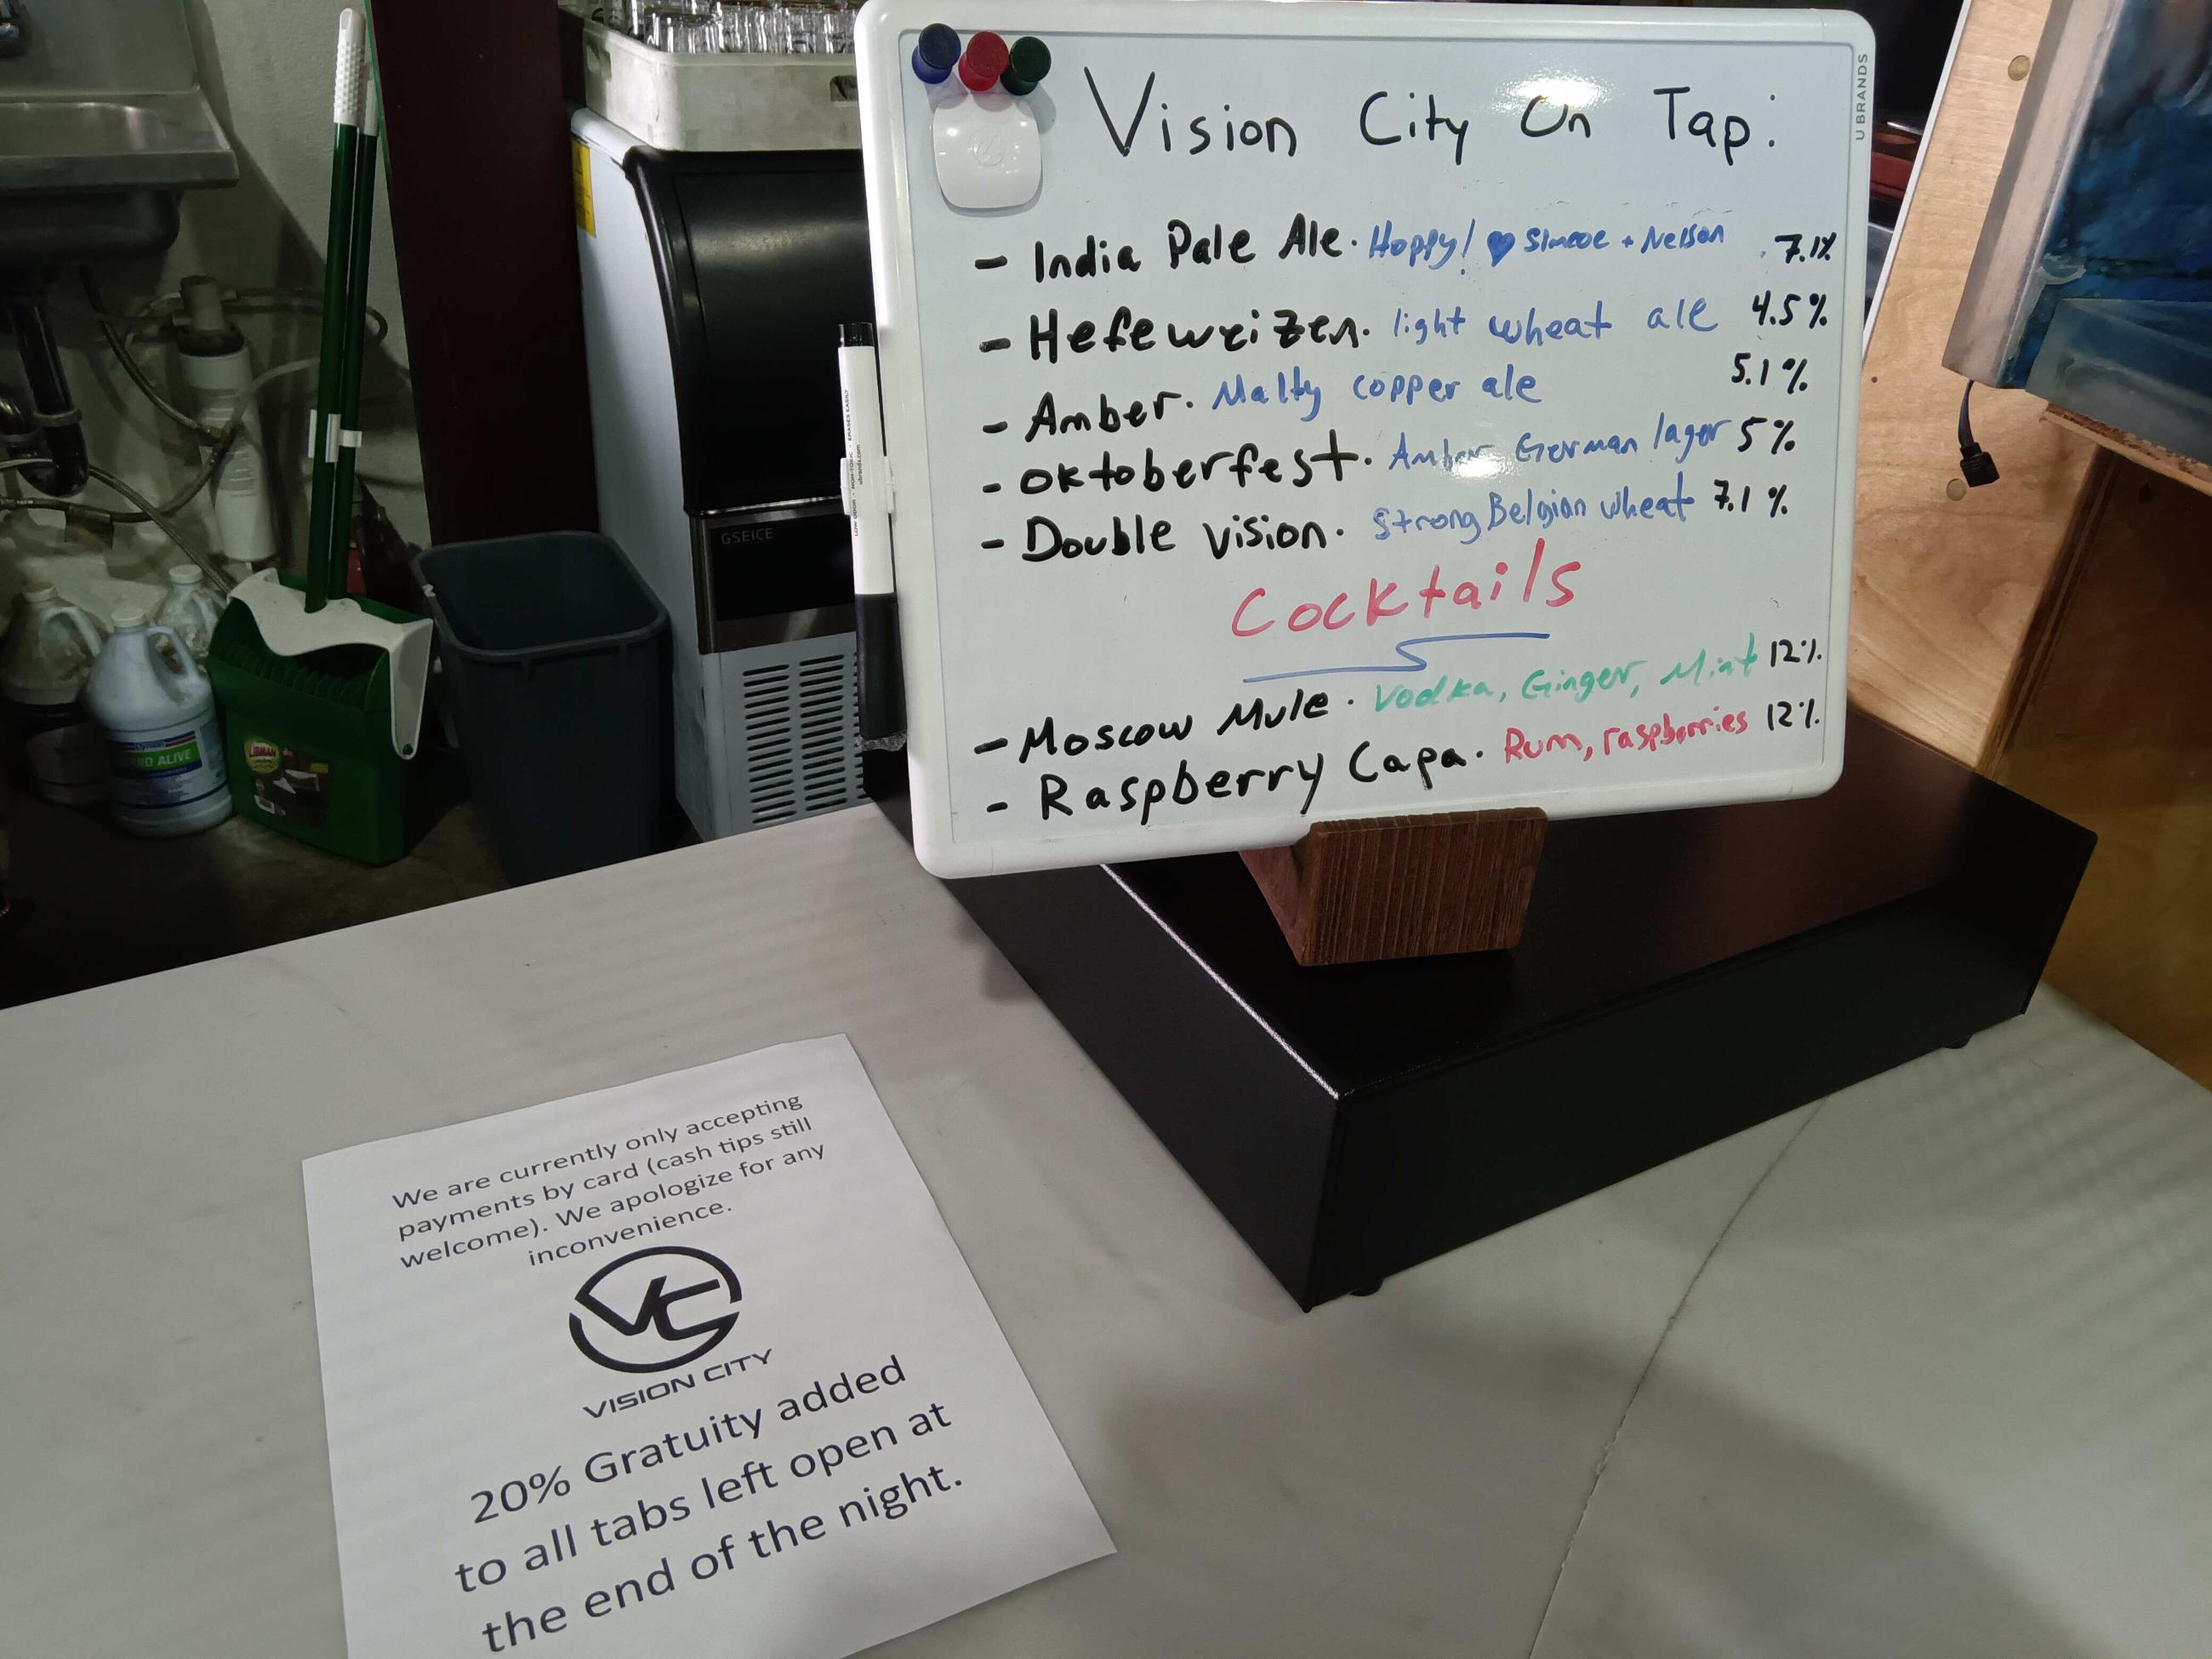 Vision City On Tap:
- India Pale Ale. Hoppy! ♥ Simcoe + Nelson 7.1%
- Hefeweizen. light wheat ale 4.5%
- Amber. Malty copper ale 5.1%
- Oktoberfest. Amber German lager 5%
- Double Vision. Strong Belgian wheat 7.1%
Cocktails
- Moscow Mule. Vodka, Ginger, Mint 12%
- Raspberry Capa. Rum, raspberries 12%
U BRANDS
GSEICE
LIBMAN
We are currently only accepting
payments by card (cash tips still
welcome). We apologize for any
inconvenience.
VC
VISION CITY
20% Gratuity added
to all tabs left open at
the end of the night.